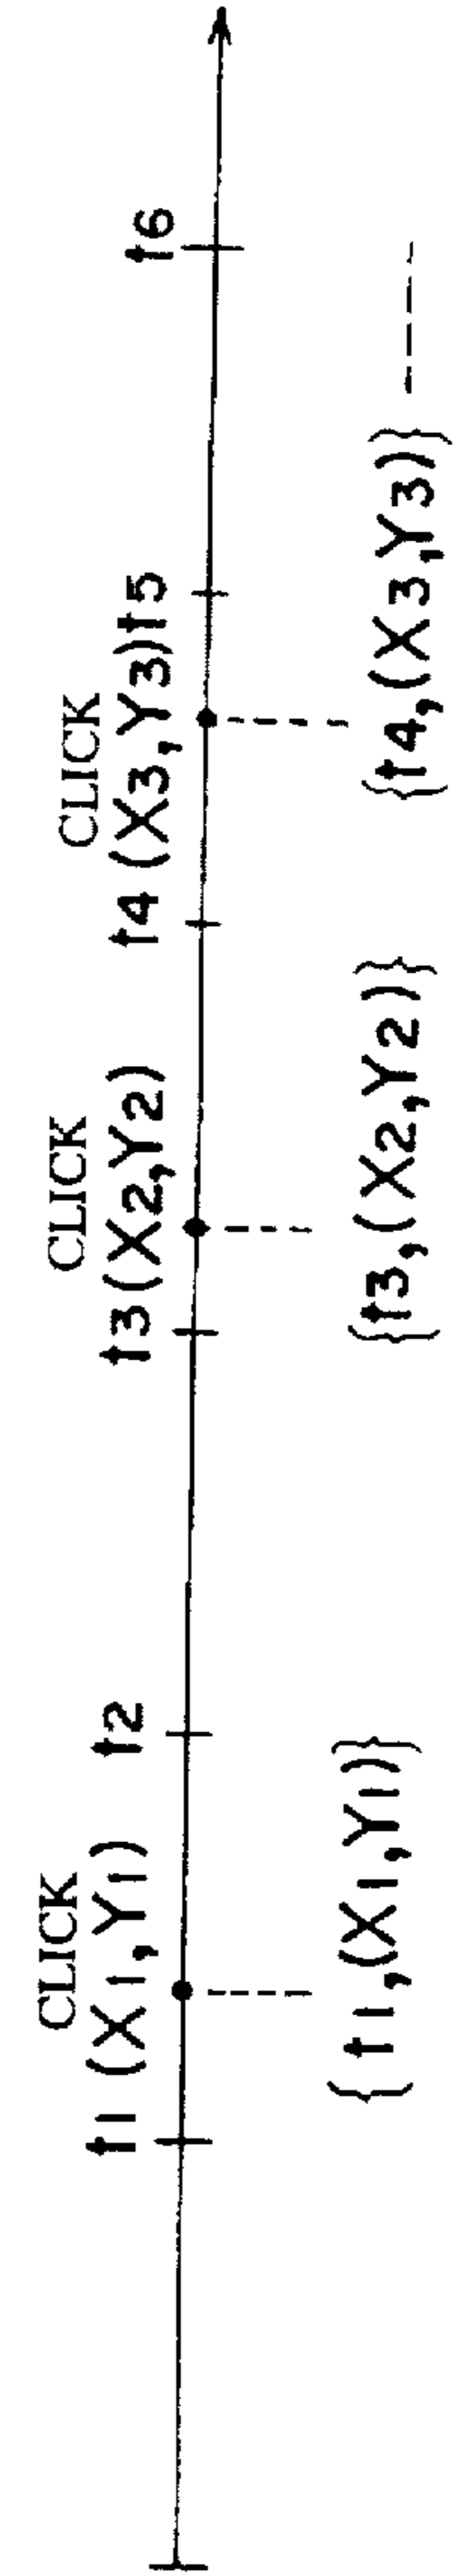 CLICK CLICK CLICK
t1 (X1,Y1) t2 t3(X2,Y2) t4(X3,Y3)t5 t6
{t1,(X1,Y1)} {t3,(X2,Y2)} {t4,(X3,Y3)}